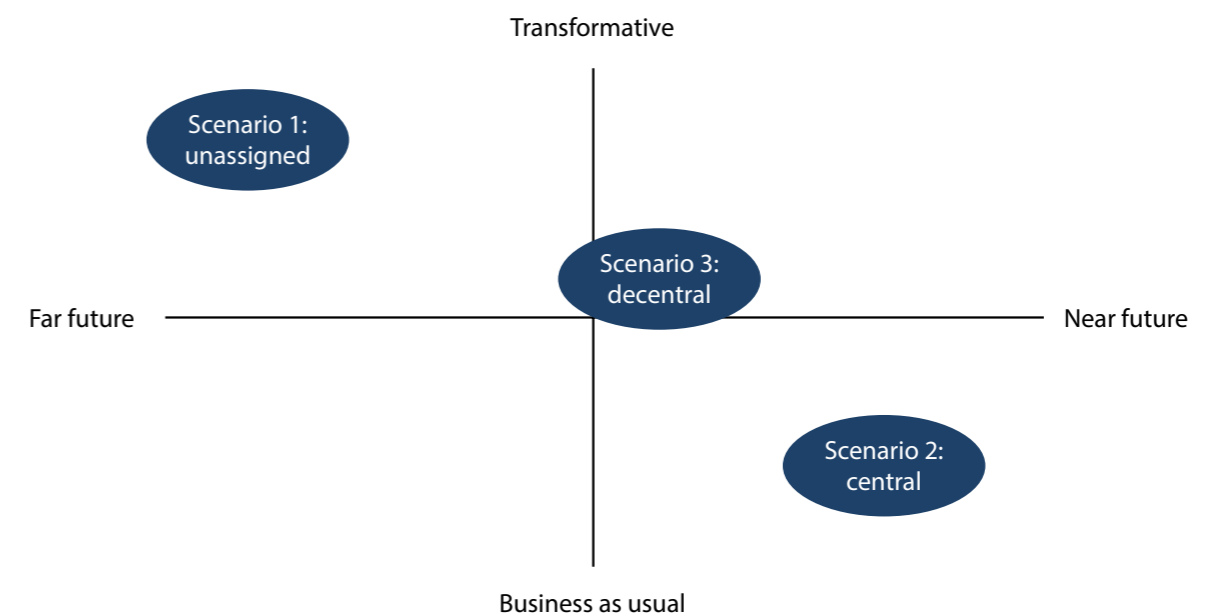 Transformative
Scenario 1:
unassigned
Scenario 3:
decentral
Far future
Near future
Scenario 2:
central
Business as usual